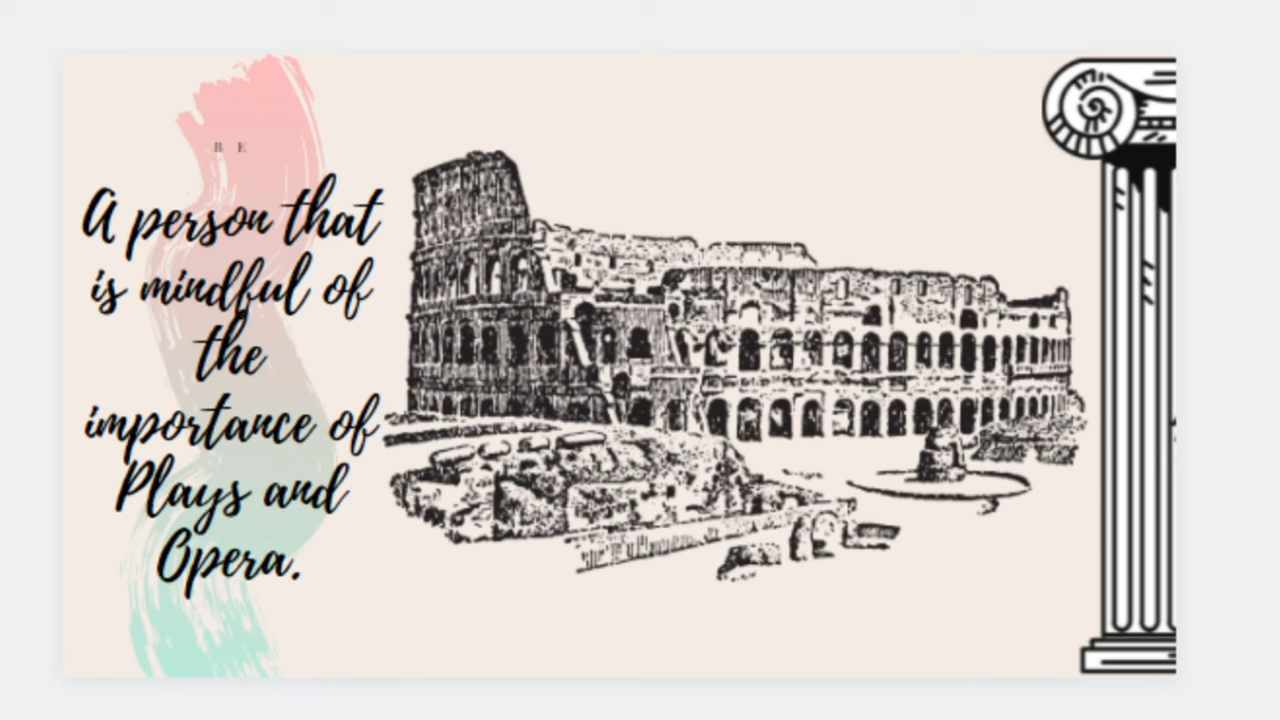 B E
A person that
is mindful of
the
importance of
Plays and
Opera.